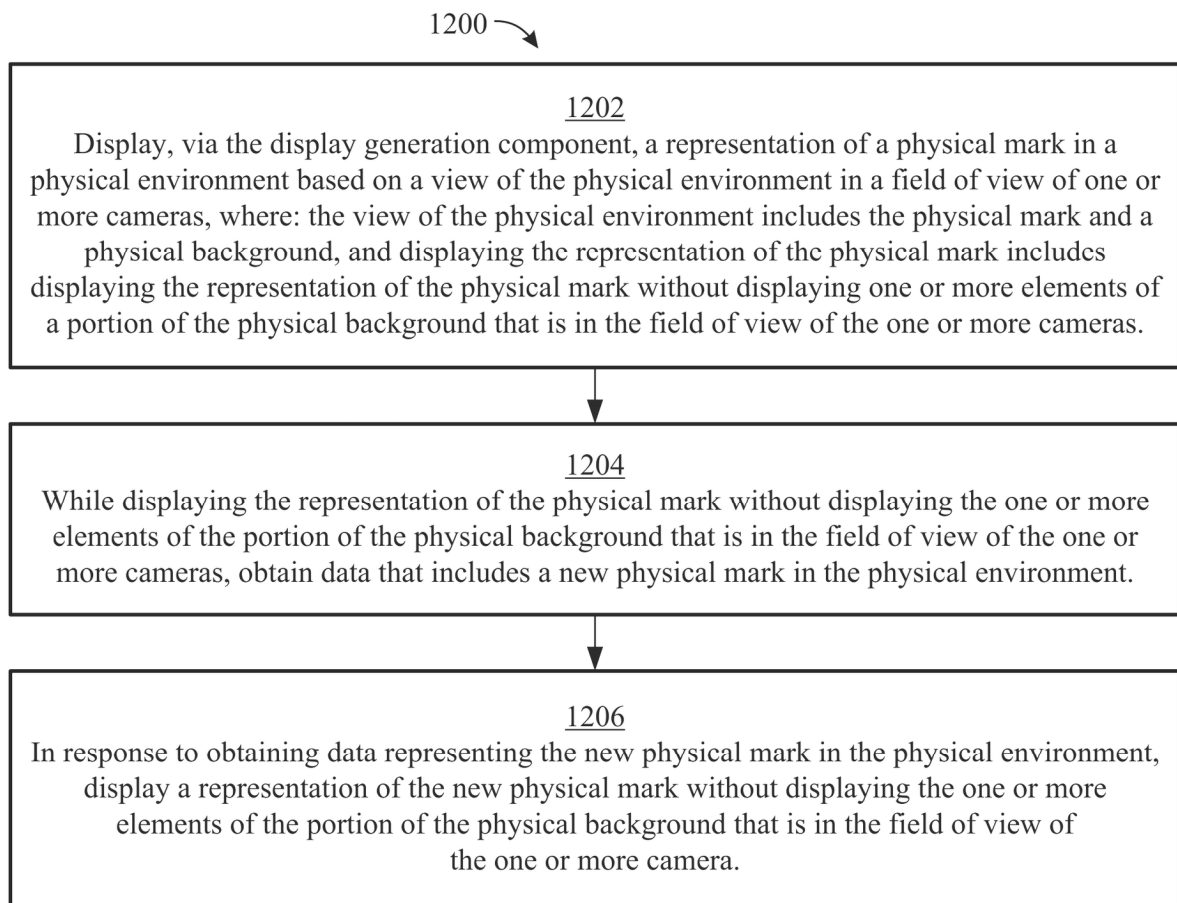 1200
1202
Display, via the display generation component, a representation of a physical mark in a
physical environment based on a view of the physical environment in a field of view of one or
more cameras, where: the view of the physical environment includes the physical mark and a
physical background, and displaying the representation of the physical mark includes
displaying the representation of the physical mark without displaying one or more elements of
a portion of the physical background that is in the field of view of the one or more cameras.
1204
While displaying the representation of the physical mark without displaying the one or more
elements of the portion of the physical background that is in the field of view of the one or
more cameras, obtain data that includes a new physical mark in the physical environment.
1206
In response to obtaining data representing the new physical mark in the physical environment,
display a representation of the new physical mark without displaying the one or more
elements of the portion of the physical background that is in the field of view of
the one or more camera.